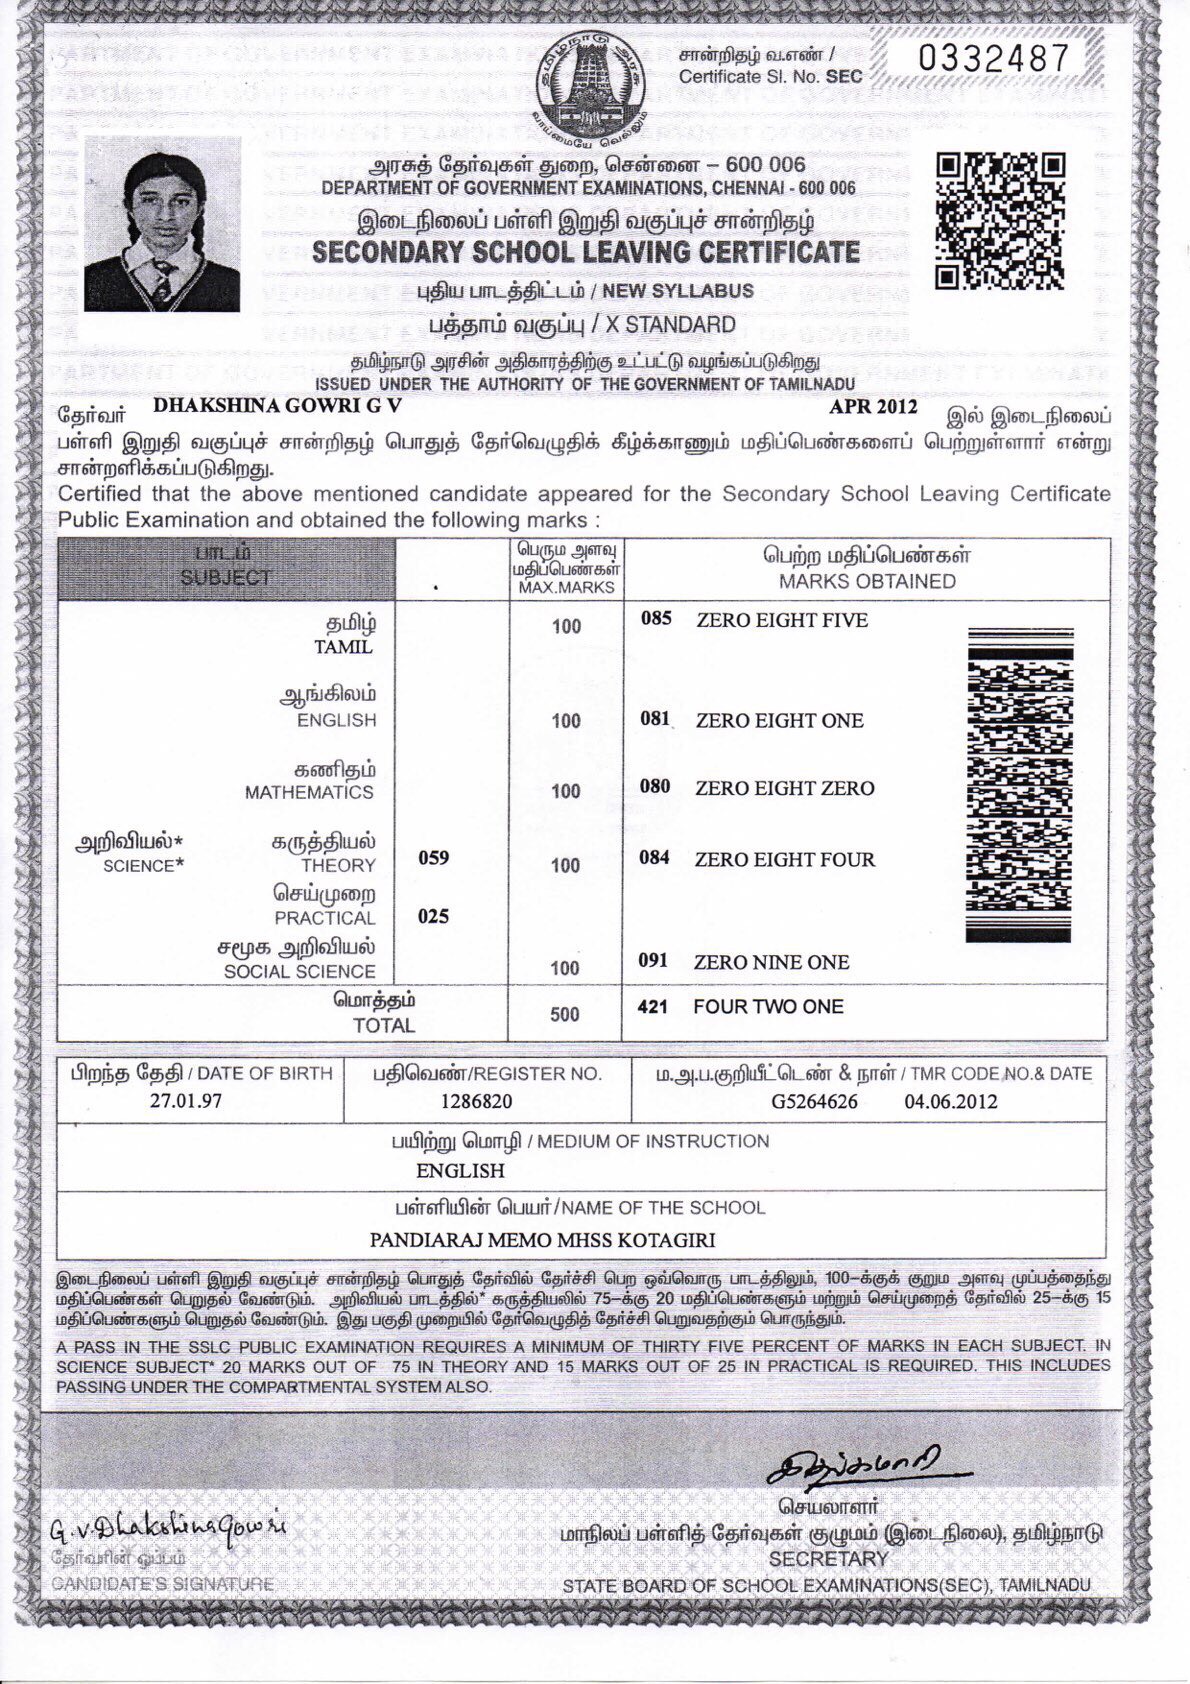 தமிழ்நாடு அரசு
வாய்மையே வெல்லும்
சான்றிதழ் வ.எண் /
Certificate Sl. No. SEC
0332487
அரசுத் தேர்வுகள் துறை, சென்னை – 600 006
DEPARTMENT OF GOVERNMENT EXAMINATIONS, CHENNAI - 600 006
இடைநிலைப் பள்ளி இறுதி வகுப்புச் சான்றிதழ்
SECONDARY SCHOOL LEAVING CERTIFICATE
புதிய பாடத்திட்டம் / NEW SYLLABUS
பத்தாம் வகுப்பு / X STANDARD
தமிழ்நாடு அரசின் அதிகாரத்திற்கு உட்பட்டு வழங்கப்படுகிறது
ISSUED UNDER THE AUTHORITY OF THE GOVERNMENT OF TAMILNADU
தேர்வர் DHAKSHINA GOWRI G V APR 2012 இல் இடைநிலைப்
பள்ளி இறுதி வகுப்புச் சான்றிதழ் பொதுத் தேர்வெழுதிக் கீழ்க்காணும் மதிப்பெண்களைப் பெற்றுள்ளார் என்று
சான்றளிக்கப்படுகிறது.
Certified that the above mentioned candidate appeared for the Secondary School Leaving Certificate
Public Examination and obtained the following marks :
பாடம்
SUBJECT
பெரும அளவு
மதிப்பெண்கள்
MAX.MARKS
பெற்ற மதிப்பெண்கள்
MARKS OBTAINED
தமிழ்
TAMIL 100 085 ZERO EIGHT FIVE
ஆங்கிலம்
ENGLISH 100 081 ZERO EIGHT ONE
கணிதம்
MATHEMATICS 100 080 ZERO EIGHT ZERO
அறிவியல்* கருத்தியல்
SCIENCE* THEORY 059 100 084 ZERO EIGHT FOUR
செய்முறை
PRACTICAL 025
சமூக அறிவியல்
SOCIAL SCIENCE 100 091 ZERO NINE ONE
மொத்தம்
TOTAL 500 421 FOUR TWO ONE
பிறந்த தேதி / DATE OF BIRTH
27.01.97
பதிவெண்/REGISTER NO.
1286820
ம.அ.ப.குறியீட்டெண் & நாள் / TMR CODE NO.& DATE
G5264626 04.06.2012
பயிற்று மொழி / MEDIUM OF INSTRUCTION
ENGLISH
பள்ளியின் பெயர்/NAME OF THE SCHOOL
PANDIARAJ MEMO MHSS KOTAGIRI
இடைநிலைப் பள்ளி இறுதி வகுப்புச் சான்றிதழ் பொதுத் தேர்வில் தேர்ச்சி பெற ஒவ்வொரு பாடத்திலும், 100–க்குக் குறும அளவு முப்பத்தைந்து
மதிப்பெண்கள் பெறுதல் வேண்டும். அறிவியல் பாடத்தில்* கருத்தியலில் 75–க்கு 20 மதிப்பெண்களும் மற்றும் செய்முறைத் தேர்வில் 25–க்கு 15
மதிப்பெண்களும் பெறுதல் வேண்டும். இது பகுதி முறையில் தேர்வெழுதித் தேர்ச்சி பெறுவதற்கும் பொருந்தும்.
A PASS IN THE SSLC PUBLIC EXAMINATION REQUIRES A MINIMUM OF THIRTY FIVE PERCENT OF MARKS IN EACH SUBJECT. IN
SCIENCE SUBJECT* 20 MARKS OUT OF 75 IN THEORY AND 15 MARKS OUT OF 25 IN PRACTICAL IS REQUIRED. THIS INCLUDES
PASSING UNDER THE COMPARTMENTAL SYSTEM ALSO.
G.V.Dhakshina Gowri
தேர்வரின் ஒப்பம்
CANDIDATE'S SIGNATURE
செயலாளர்
மாநிலப் பள்ளித் தேர்வுகள் குழுமம் (இடைநிலை), தமிழ்நாடு
SECRETARY
STATE BOARD OF SCHOOL EXAMINATIONS(SEC), TAMILNADU